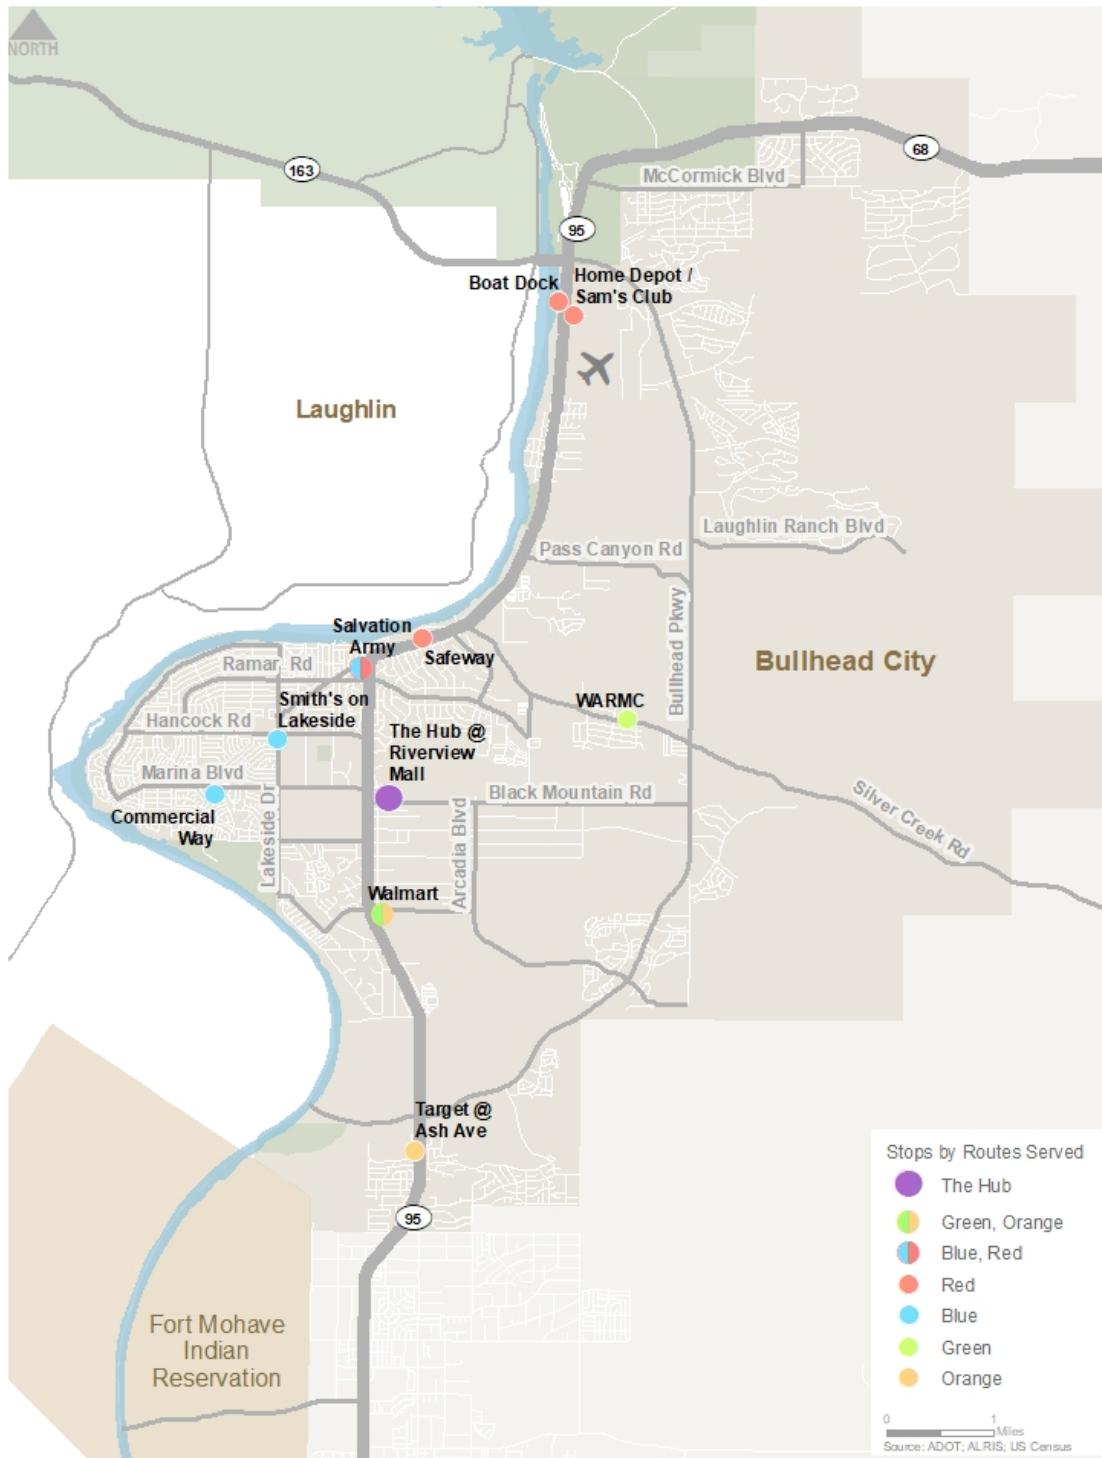 NORTH
163
68
McCormick Blvd
95
Boat Dock
Home Depot /
Sam's Club
Laughlin
Laughlin Ranch Blvd
Pass Canyon Rd
Bullhead Pkwy
Salvation
Army
Safeway
Ramar Rd
Bullhead City
Smith's on
Lakeside
WARMC
Hancock Rd
The Hub @
Riverview
Mall
Marina Blvd
Black Mountain Rd
Silver Creek Rd
Commercial
Way
Lakeside Dr
Arcadia Blvd
Walmart
Target @
Ash Ave
95
Fort Mohave
Indian
Reservation
Stops by Routes Served
The Hub
Green, Orange
Blue, Red
Red
Blue
Green
Orange
0 1
Miles
Source: ADOT; ALRIS; US Census